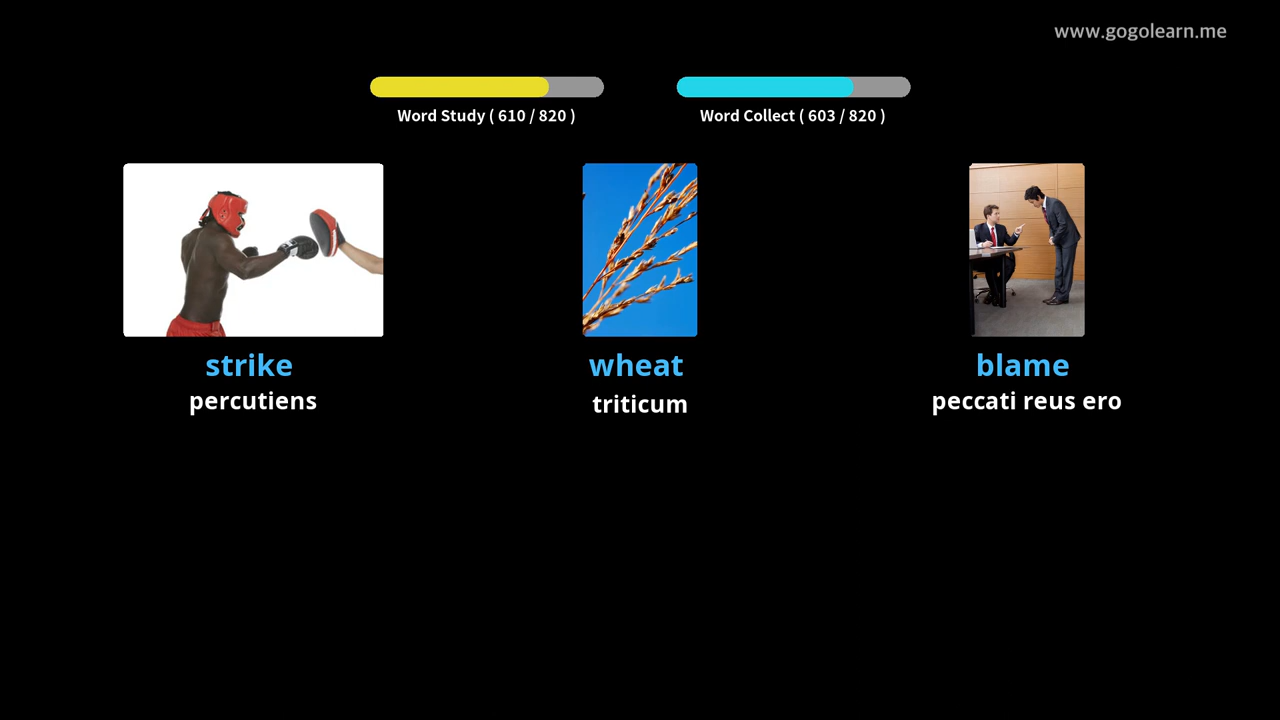 www.gogolearn.me
Word Study ( 610 / 820 )
Word Collect ( 603 / 820 )
strike
wheat
blame
percutiens
triticum
peccati reus ero